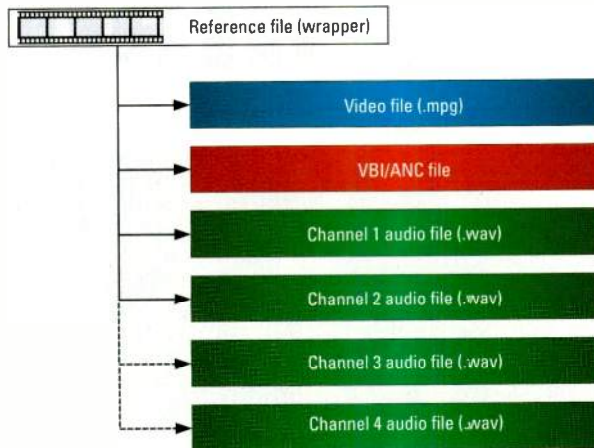 Reference file (wrapper)
Video file (.mpg)
VBI/ANC file
Channel 1 audio file (.wav)
Channel 2 audio file (.wav)
Channel 3 audio file (.wav)
Channel 4 audio file (.wav)